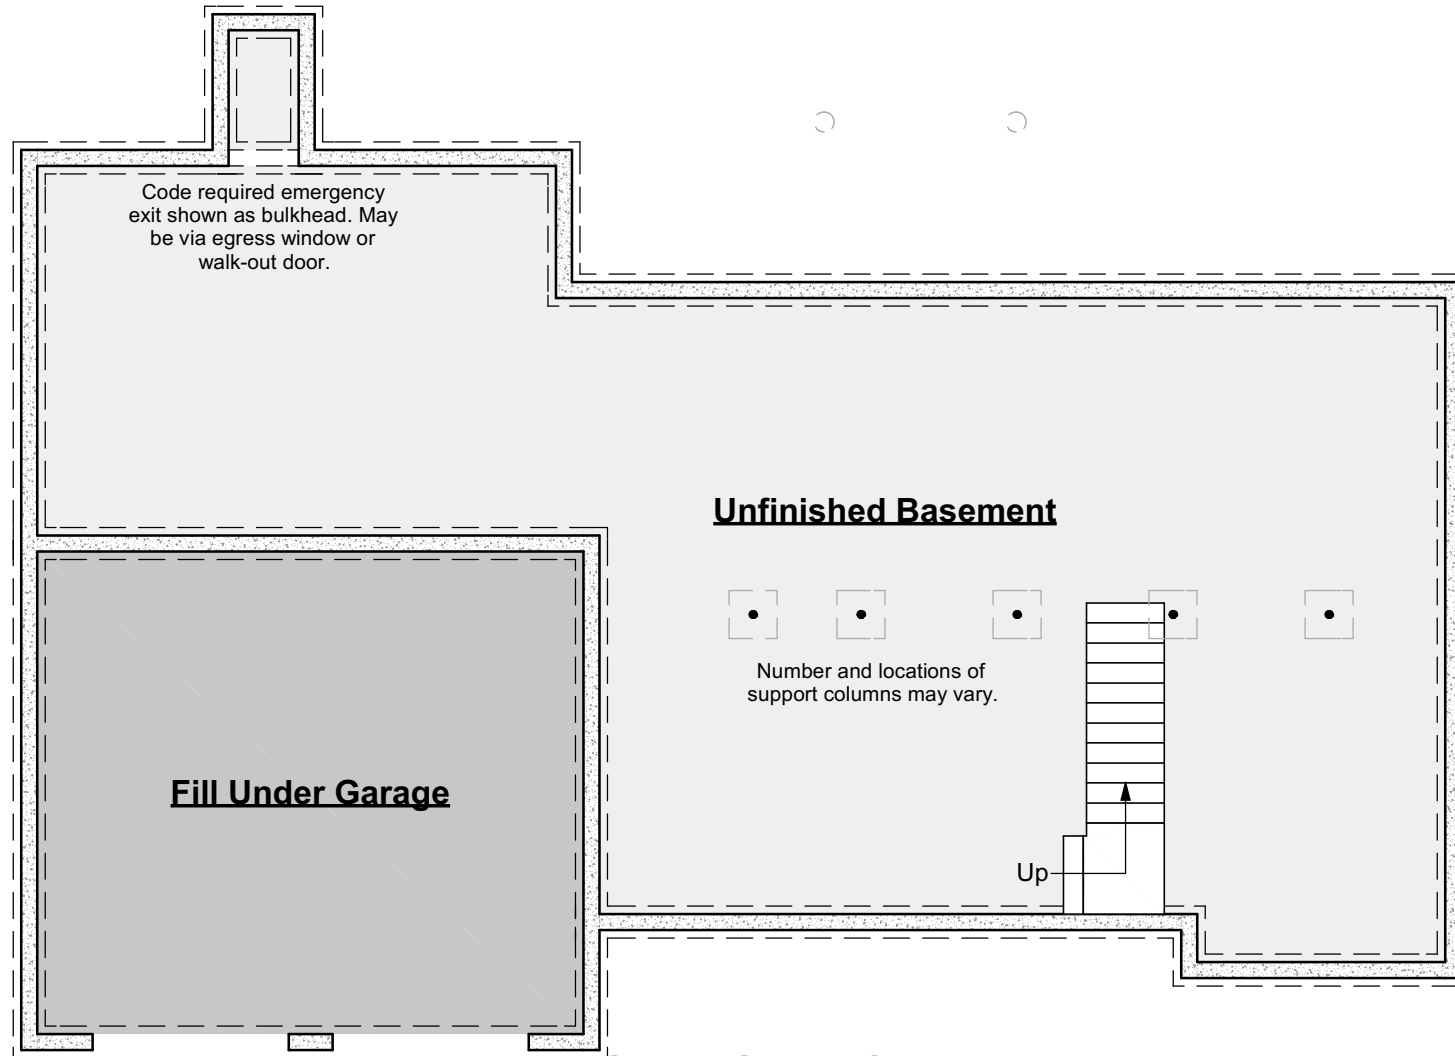 Code required emergency
exit shown as bulkhead. May
be via egress window or
walk-out door.
Unfinished Basement
Number and locations of
support columns may vary.
Fill Under Garage
Up